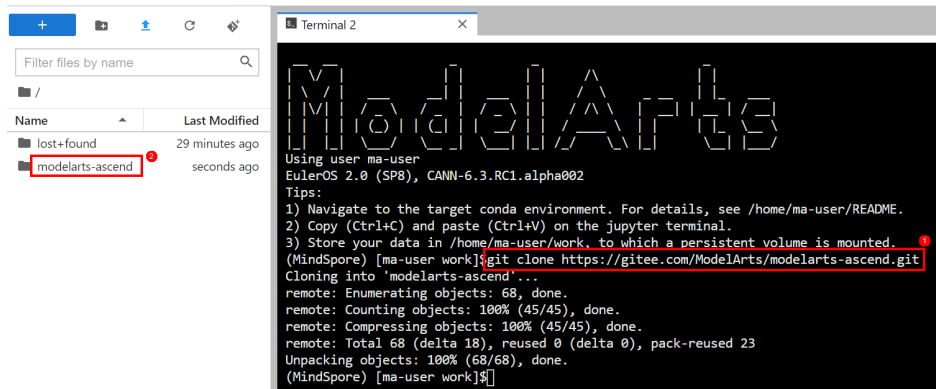 Filter files by name
/
Name
Last Modified
lost+found
29 minutes ago
modelarts-ascend
2
seconds ago
Terminal 2
ModelArts
Using user ma-user
EulerOS 2.0 (SP8), CANN-6.3.RC1.alpha002
Tips:
1) Navigate to the target conda environment. For details, see /home/ma-user/README.
2) Copy (Ctrl+C) and paste (Ctrl+V) on the jupyter terminal.
3) Store your data in /home/ma-user/work, to which a persistent volume is mounted.
1
(MindSpore) [ma-user work]$git clone https://gitee.com/ModelArts/modelarts-ascend.git
Cloning into 'modelarts-ascend'...
remote: Enumerating objects: 68, done.
remote: Counting objects: 100% (45/45), done.
remote: Compressing objects: 100% (45/45), done.
remote: Total 68 (delta 18), reused 0 (delta 0), pack-reused 23
Unpacking objects: 100% (68/68), done.
(MindSpore) [ma-user work]$